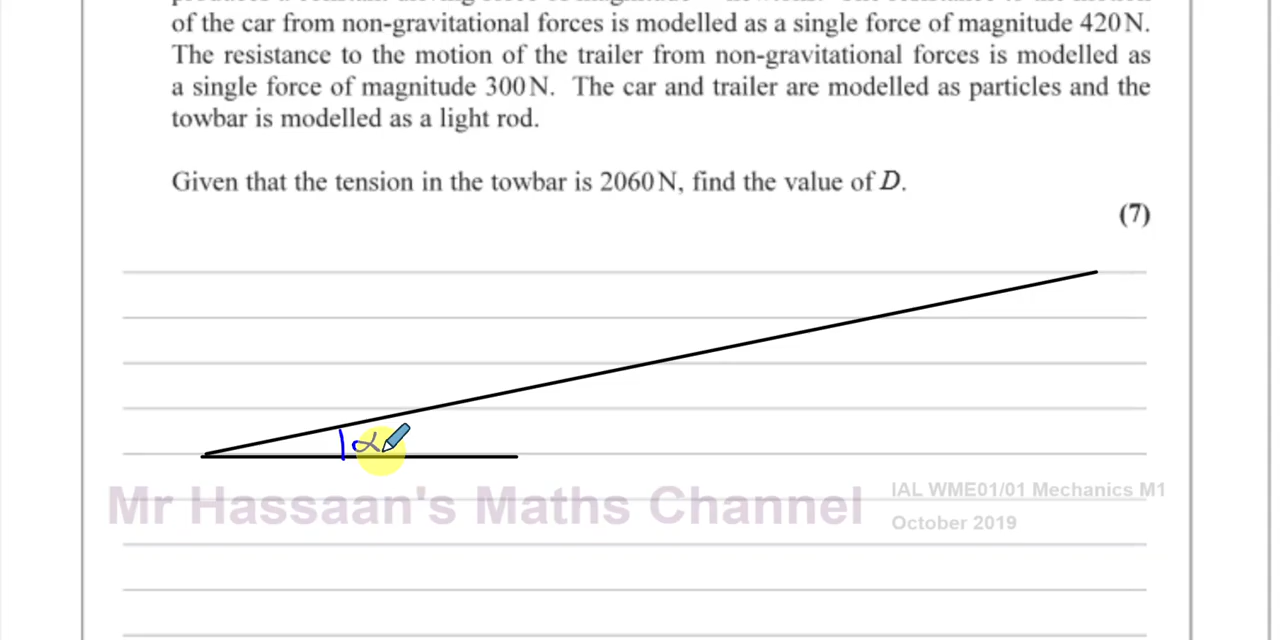 of the car from non-gravitational forces is modelled as a single force of magnitude 420 N.
The resistance to the motion of the trailer from non-gravitational forces is modelled as
a single force of magnitude 300 N. The car and trailer are modelled as particles and the
towbar is modelled as a light rod.
Given that the tension in the towbar is 2060 N, find the value of D.
(7)
α
Mr Hassaan's Maths Channel
IAL WME01/01 Mechanics M1
October 2019